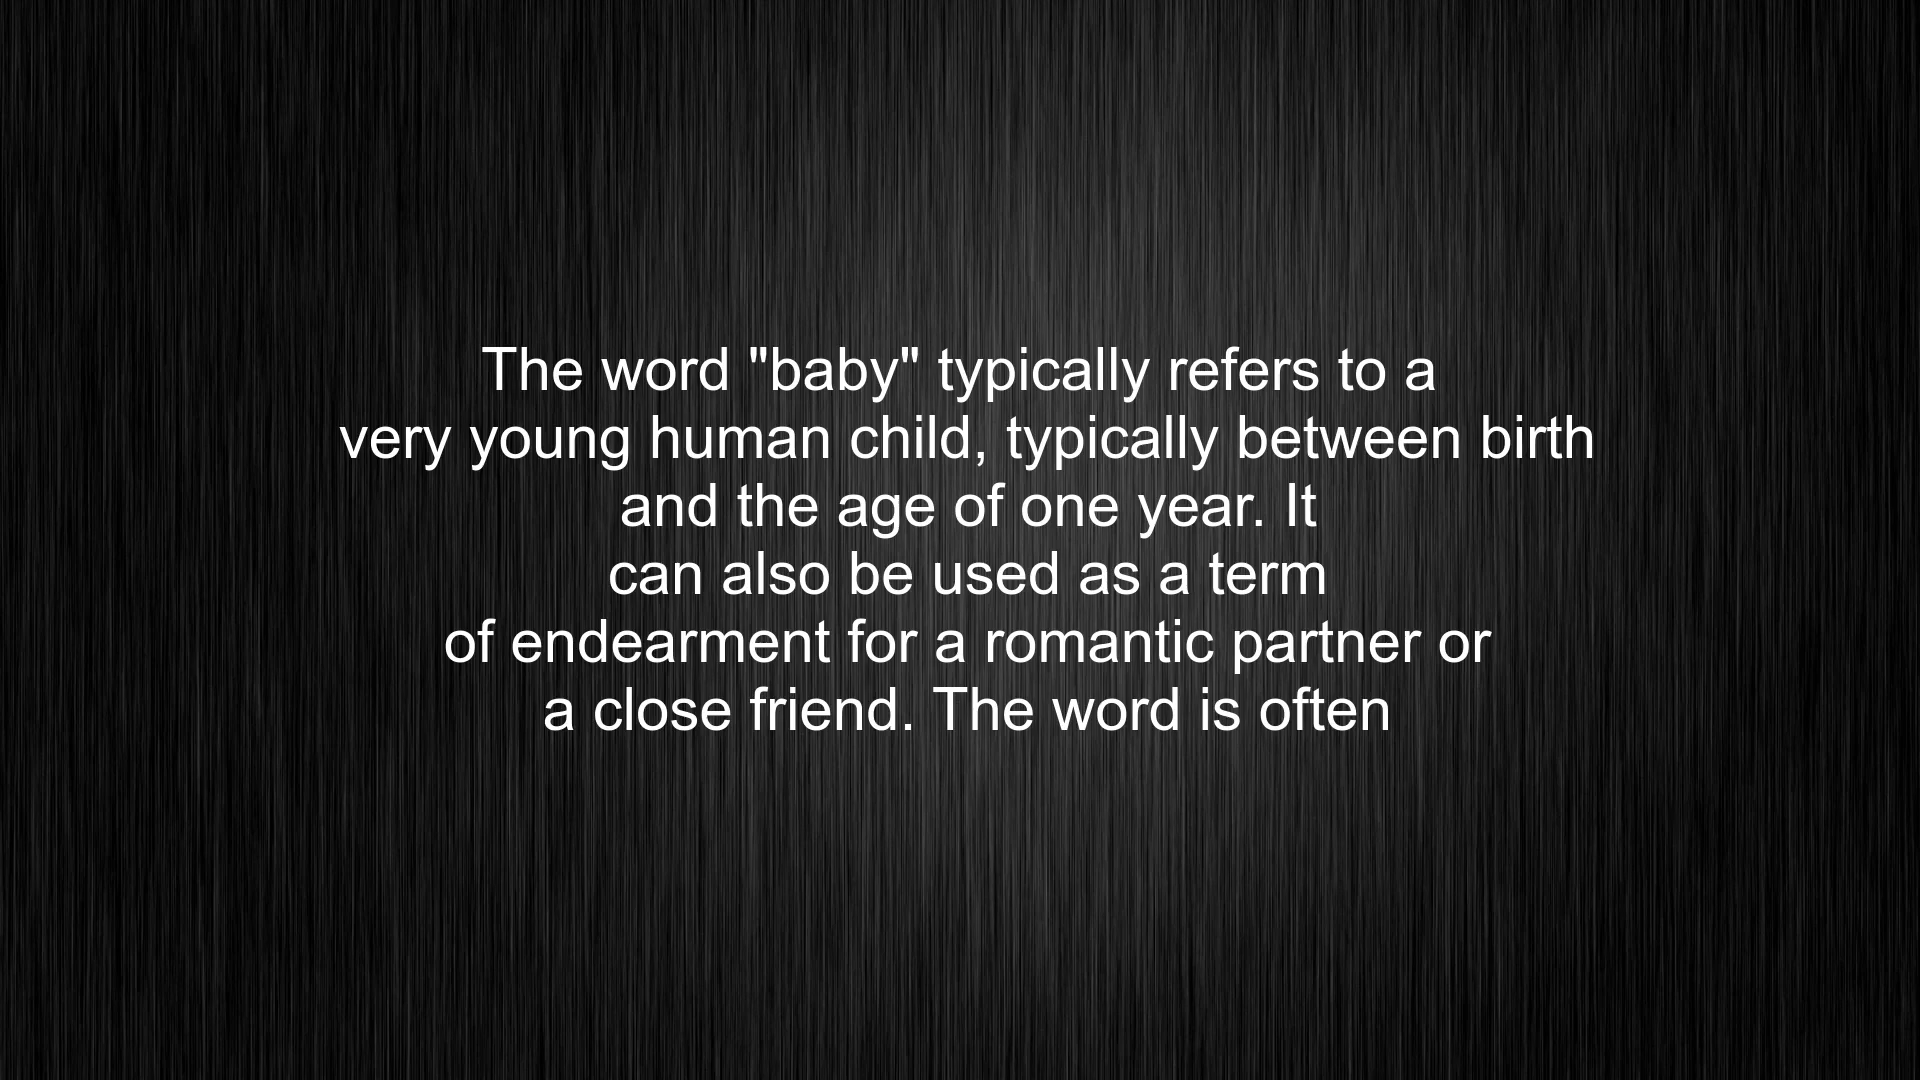 The word "baby" typically refers to a
very young human child, typically between birth
and the age of one year. It
can also be used as a term
of endearment for a romantic partner or
a close friend. The word is often